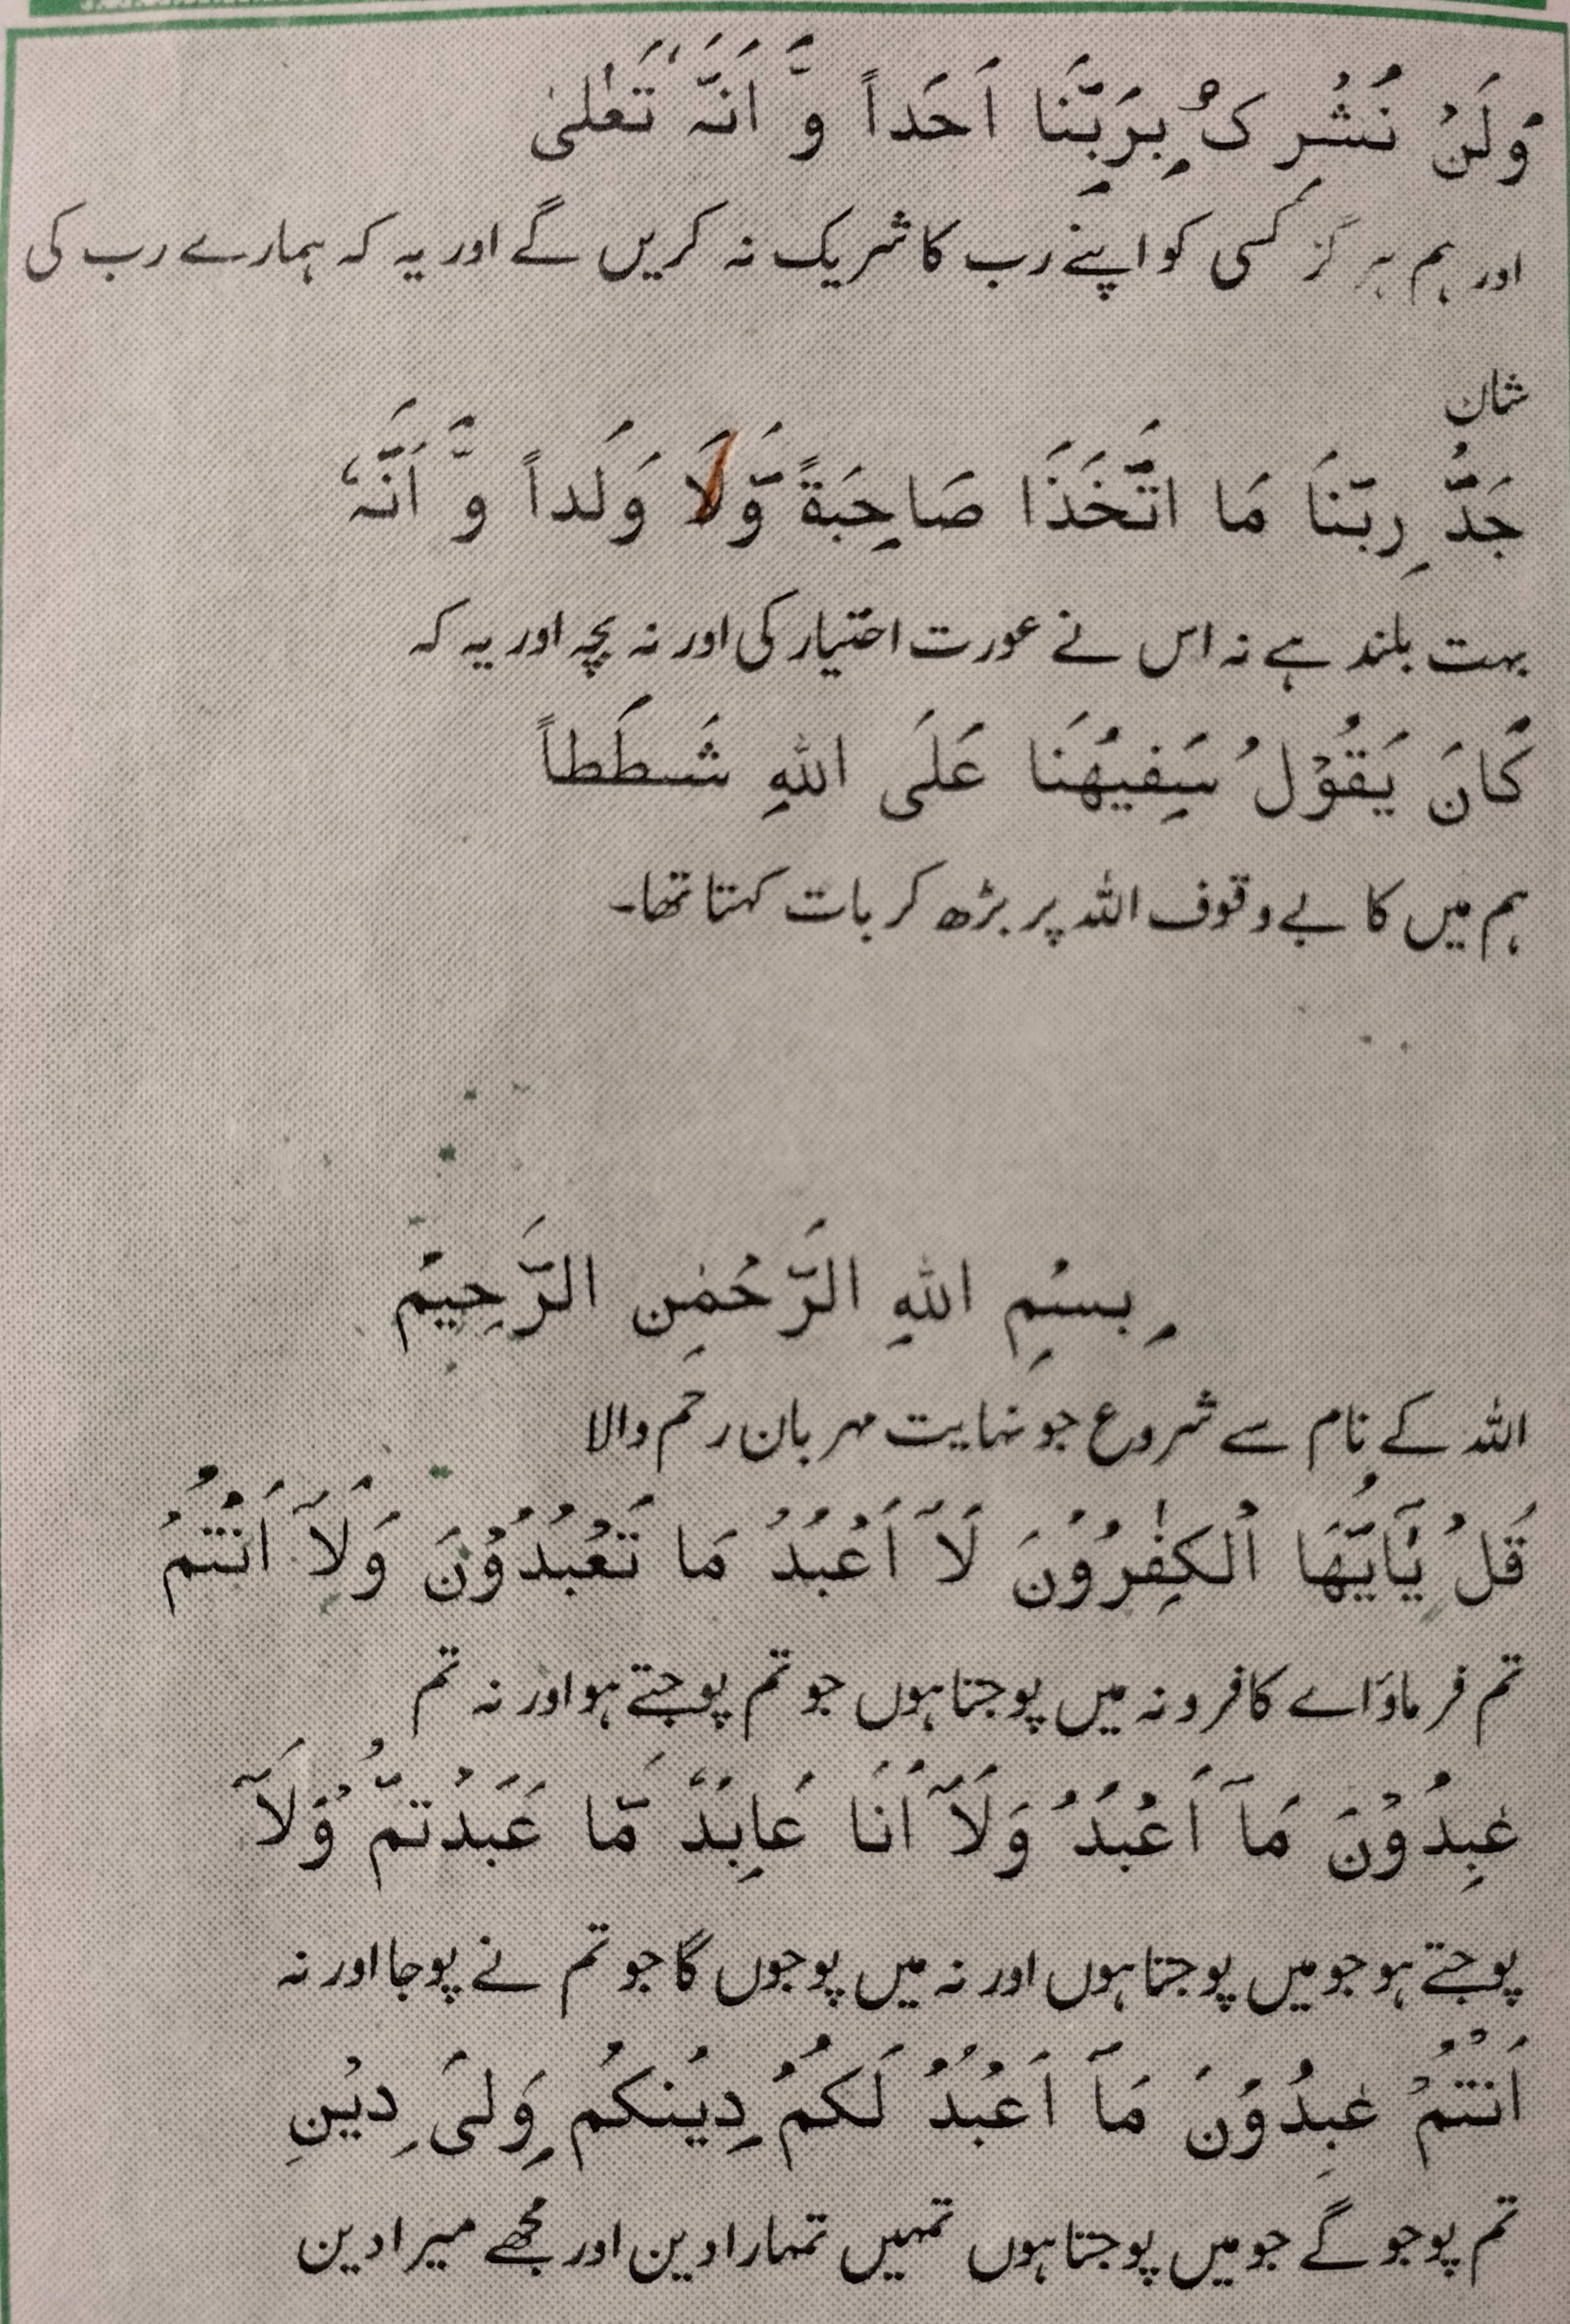 وَلَنْ نُشْرِکَ بِرَبِّنَا اَحَداً وَّ اَنَّہٗ تَعٰلیٰ
اور ہم ہر گز کسی کو اپنے رب کا شریک نہ کریں گے اور یہ کہ ہمارے رب کی
شان
جَدُّ رِبّنَا مَا اتَّخَذَا صَاحِبَةً وَّلَا وَلَداً وَّ اَنَّہٗ
بہت بلند ہے نہ اس نے عورت اختیار کی اور نہ بچہ اور یہ کہ
کَانَ یَقُوْلُ سَفِیْھُنَا عَلَی اللّٰهِ شَطَطاً
ہم میں کا بے وقوف اللہ پر بڑھ کر بات کہتا تھا۔
بِسْمِ اللّٰهِ الرَّحْمٰنِ الرَّحِیْمِ
اللہ کے نام سے شروع جو نہایت مہربان رحم والا
قُلْ یٰۤاَیُّھَا الْکٰفِرُوْنَ لَاۤ اَعْبُدُ مَا تَعْبُدُوْنَ وَلَاۤ اَنْتُمْ
تم فرماؤ اے کافرو نہ میں پوجتا ہوں جو تم پوجتے ہو اور نہ تم
عٰبِدُوْنَ مَاۤ اَعْبُدُ وَلَاۤ اَنَا عَابِدٌ مَّا عَبَدْتُّمْ وَلَاۤ
پوجتے ہو جو میں پوجتا ہوں اور نہ میں پوجوں گا جو تم نے پوجا اور نہ
اَنْتُمْ عٰبِدُوْنَ مَاۤ اَعْبُدُ لَکُمْ دِیْنَکُمْ وَلِیَ دِیْنِ
تم پوجو گے جو میں پوجتا ہوں تمہیں تمہارا دین اور مجھے میرا دین